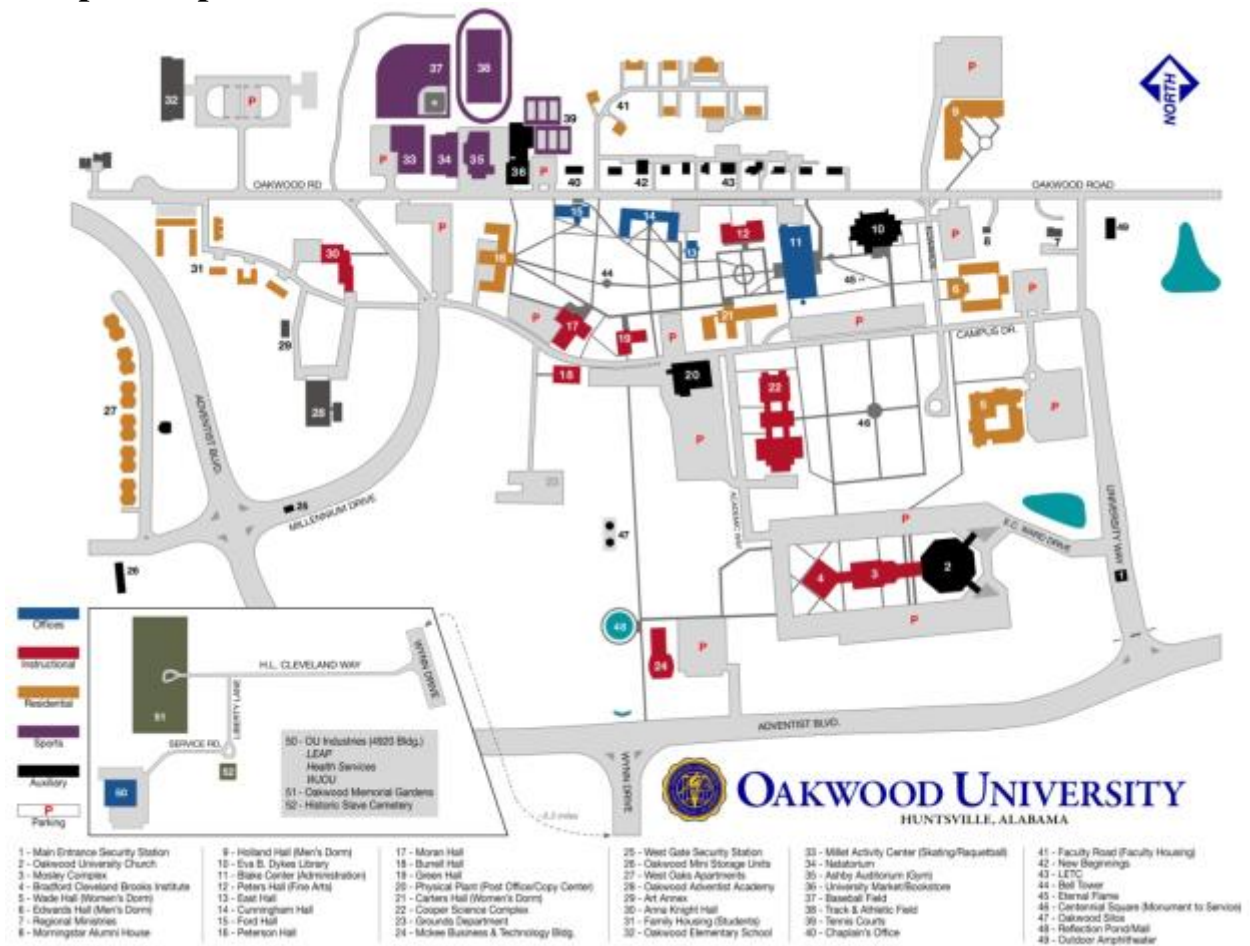 NORTH
OAKWOOD RD
OAKWOOD ROAD
CAMPUS DR.
ADVENTIST BLVD.
MILLENNIUM DRIVE
ACADEMIC WAY
E.C. WARD DRIVE
UNIVERSITY WAY
ADVENTIST BLVD.
WYNN DRIVE
Offices
Instructional
Residential
Sports
Auxiliary
P
Parking
H.L. CLEVELAND WAY
WYNN DRIVE
LIBERTY LANE
SERVICE RD.
50 - OU Industries (4920 Bldg.)
LEAP
Health Services
WJOU
51 - Oakwood Memorial Gardens
52 - Historic Slave Cemetery
OAKWOOD UNIVERSITY
HUNTSVILLE, ALABAMA
1 - Main Entrance Security Station
2 - Oakwood University Church
3 - Moseley Complex
4 - Bradford Cleveland Brooks Institute
5 - Wade Hall (Women's Dorm)
6 - Edwards Hall (Men's Dorm)
7 - Regional Ministries
8 - Morningstar Alumni House
9 - Holland Hall (Men's Dorm)
10 - Eva B. Dykes Library
11 - Blake Center (Administration)
12 - Peters Hall (Fine Arts)
13 - East Hall
14 - Cunningham Hall
15 - Ford Hall
16 - Peterson Hall
17 - Moran Hall
18 - Burrell Hall
19 - Green Hall
20 - Physical Plant (Post Office/Copy Center)
21 - Carters Hall (Women's Dorm)
22 - Cooper Science Complex
23 - Grounds Department
24 - Mckee Business & Technology Bldg.
25 - West Gate Security Station
26 - Oakwood Mini Storage Units
27 - West Oaks Apartments
28 - Oakwood Adventist Academy
29 - Art Annex
30 - Anna Knight Hall
31 - Family Housing (Students)
32 - Oakwood Elementary School
33 - Millet Activity Center (Skating/Raquetball)
34 - Natatorium
35 - Ashby Auditorium (Gym)
36 - University Market/Bookstore
37 - Baseball Field
38 - Track & Athletic Field
39 - Tennis Courts
40 - Chaplain's Office
41 - Faculty Road (Faculty Housing)
42 - New Beginnings
43 - LETC
44 - Bell Tower
45 - Eternal Flame
46 - Centennial Square (Monument to Service)
47 - Oakwood Silos
48 - Reflection Pond/Mall
49 - Outdoor Amphitheater